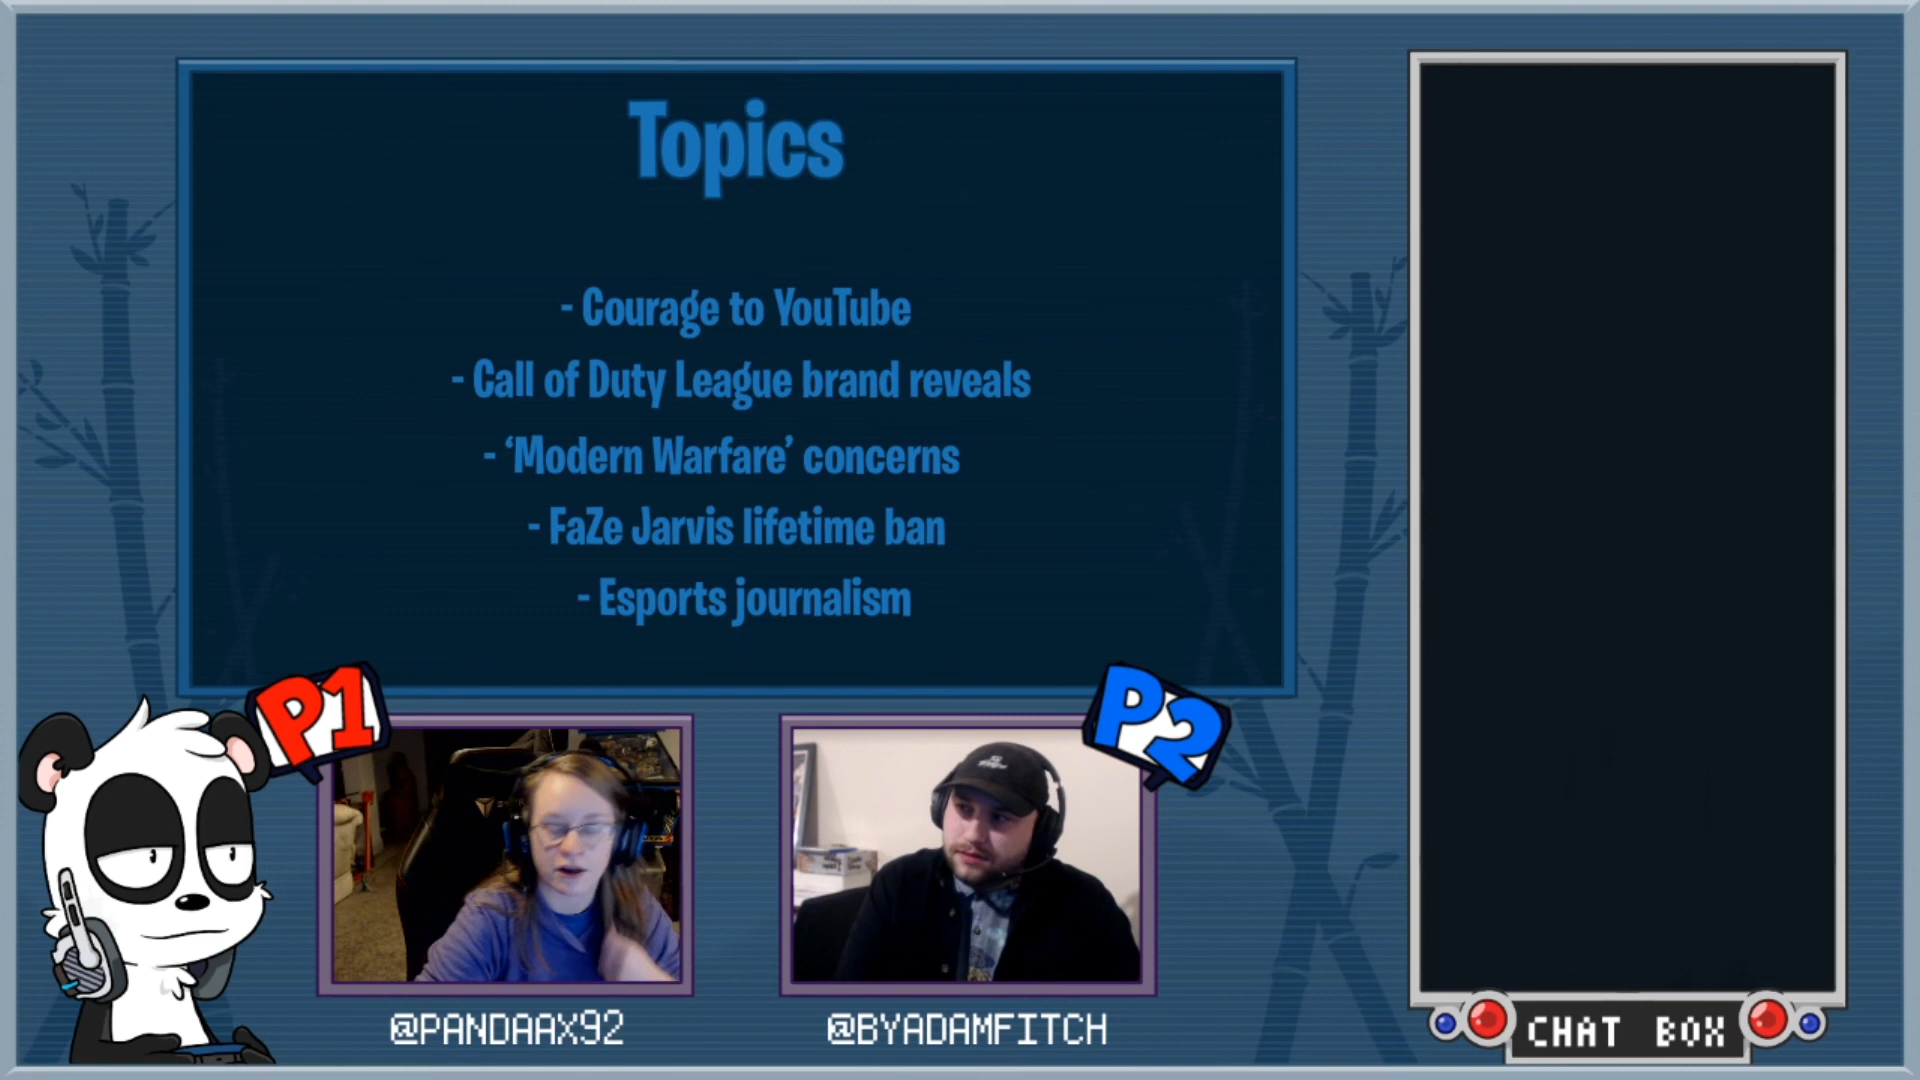 Topics
- Courage to YouTube
- Call of Duty League brand reveals
- ‘Modern Warfare’ concerns
- FaZe Jarvis lifetime ban
- Esports journalism
P1
P2
@PANDAAX92
@BYADAMFITCH
CHAT BOX